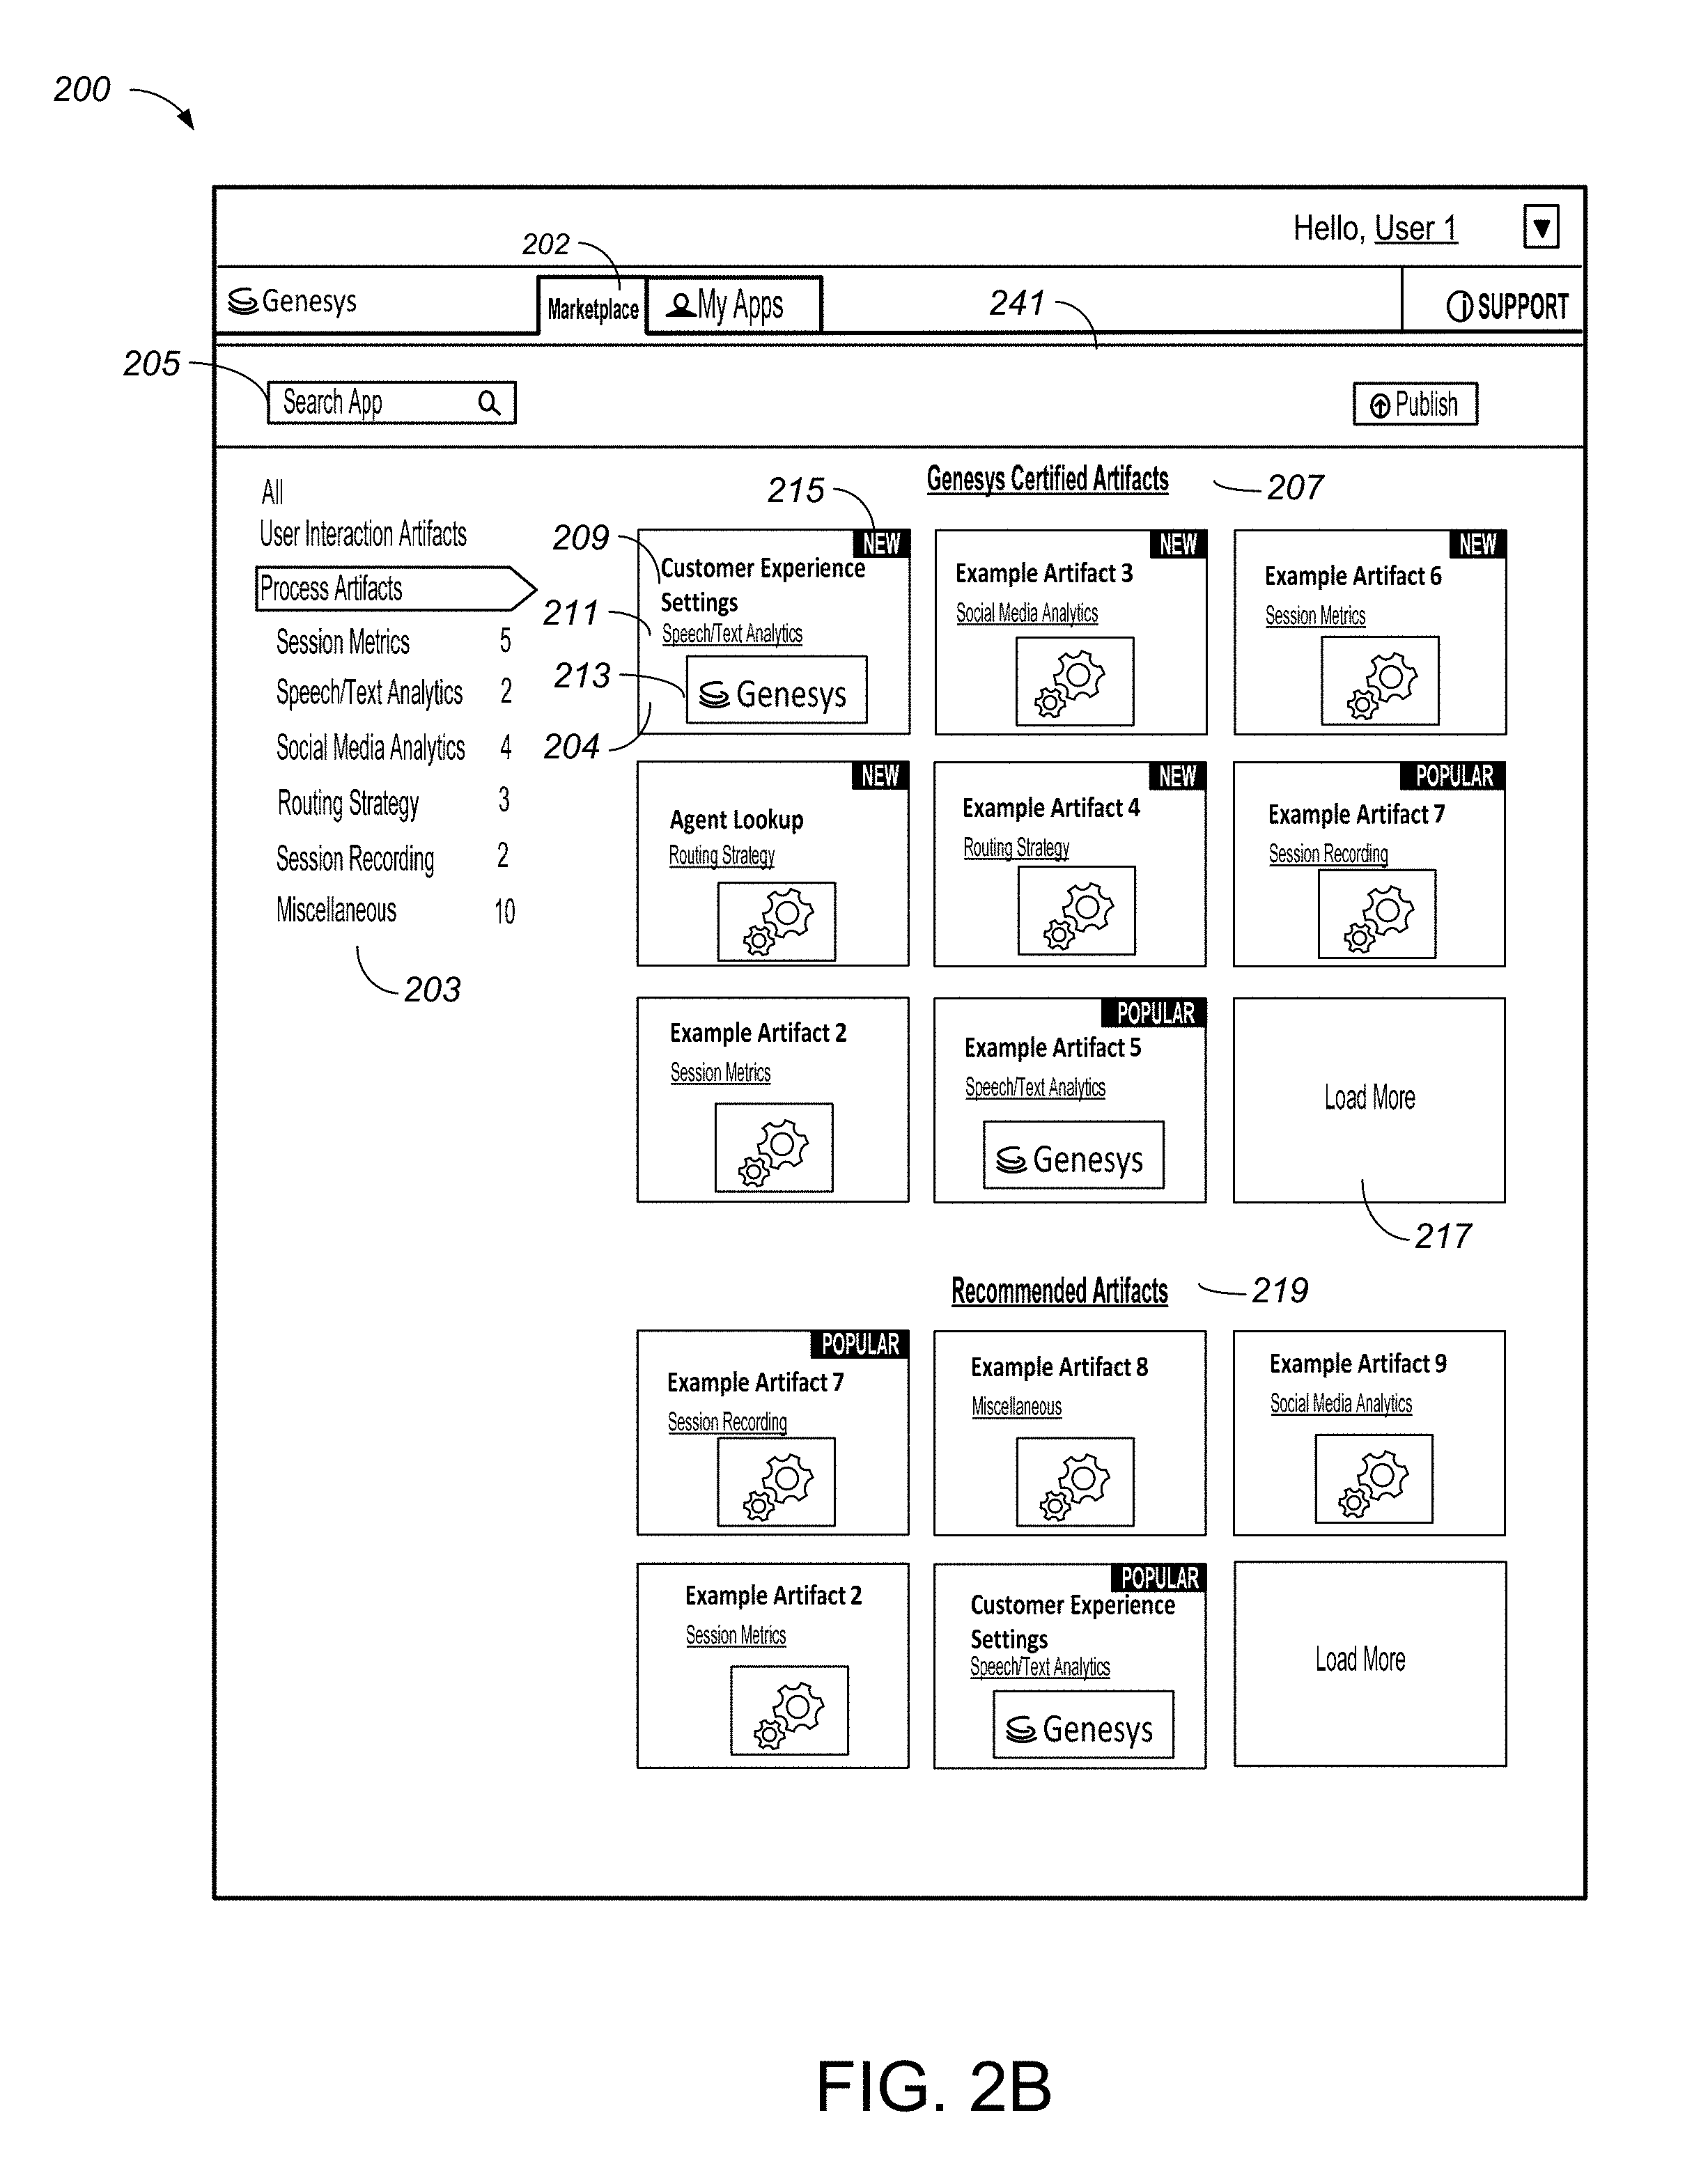 200
Hello, User 1
202
Genesys
Marketplace
My Apps
241
SUPPORT
205
Search App
Publish
All
User Interaction Artifacts
Process Artifacts
Session Metrics 5
Speech/Text Analytics 2
Social Media Analytics 4
Routing Strategy 3
Session Recording 2
Miscellaneous 10
203
Genesys Certified Artifacts
207
215
209
211
213
204
NEW
Customer Experience
Settings
Speech/Text Analytics
Genesys
NEW
Example Artifact 3
Social Media Analytics
NEW
Example Artifact 6
Session Metrics
NEW
Agent Lookup
Routing Strategy
NEW
Example Artifact 4
Routing Strategy
POPULAR
Example Artifact 7
Session Recording
Example Artifact 2
Session Metrics
POPULAR
Example Artifact 5
Speech/Text Analytics
Genesys
Load More
217
Recommended Artifacts
219
POPULAR
Example Artifact 7
Session Recording
Example Artifact 8
Miscellaneous
Example Artifact 9
Social Media Analytics
Example Artifact 2
Session Metrics
POPULAR
Customer Experience
Settings
Speech/Text Analytics
Genesys
Load More
FIG. 2B